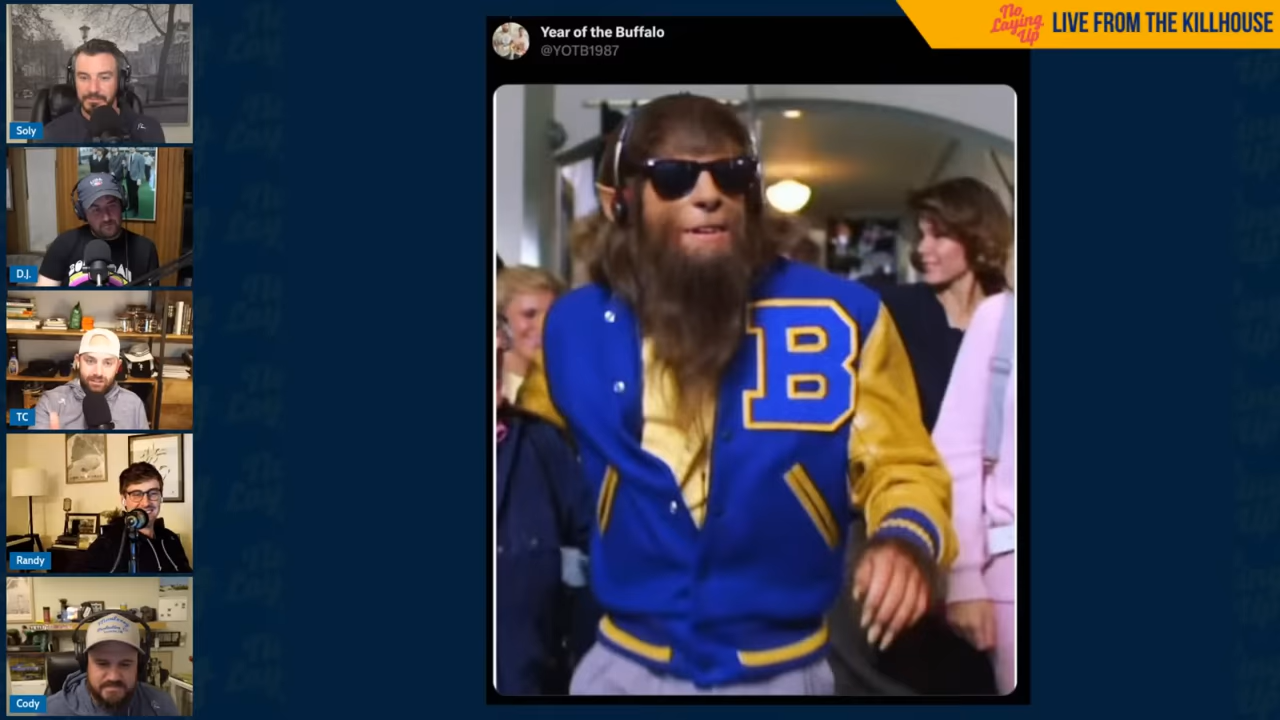 No
Laying
Up
LIVE FROM THE KILLHOUSE
Year of the Buffalo
@YOTB1987
B
Soly
D.J.
TC
Randy
Cody